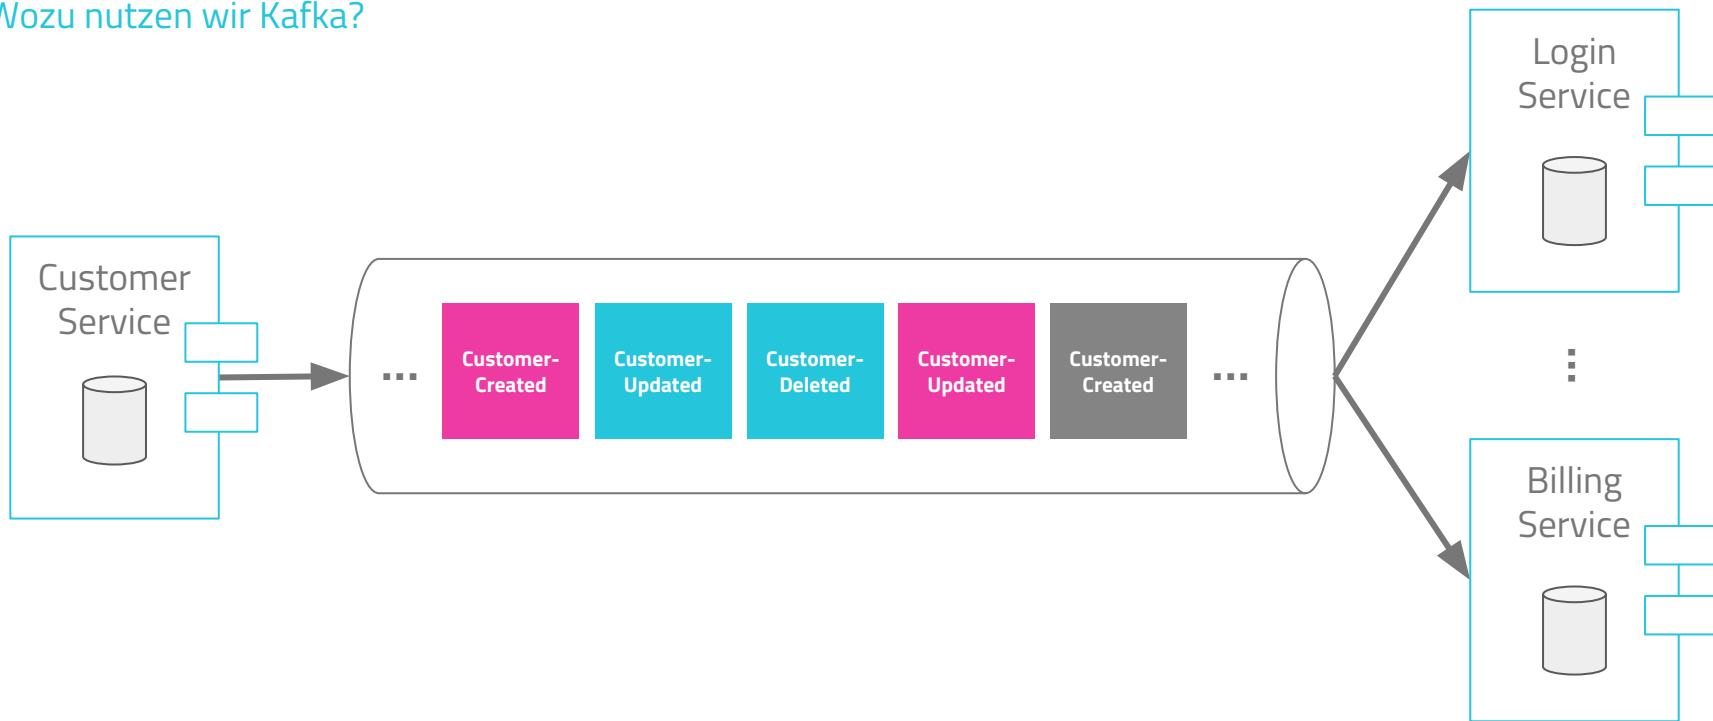 Wozu nutzen wir Kafka?
Login
Service
Customer
Service
...
Customer-
Created
Customer-
Updated
Customer-
Deleted
Customer-
Updated
Customer-
Created
...
...
Billing
Service